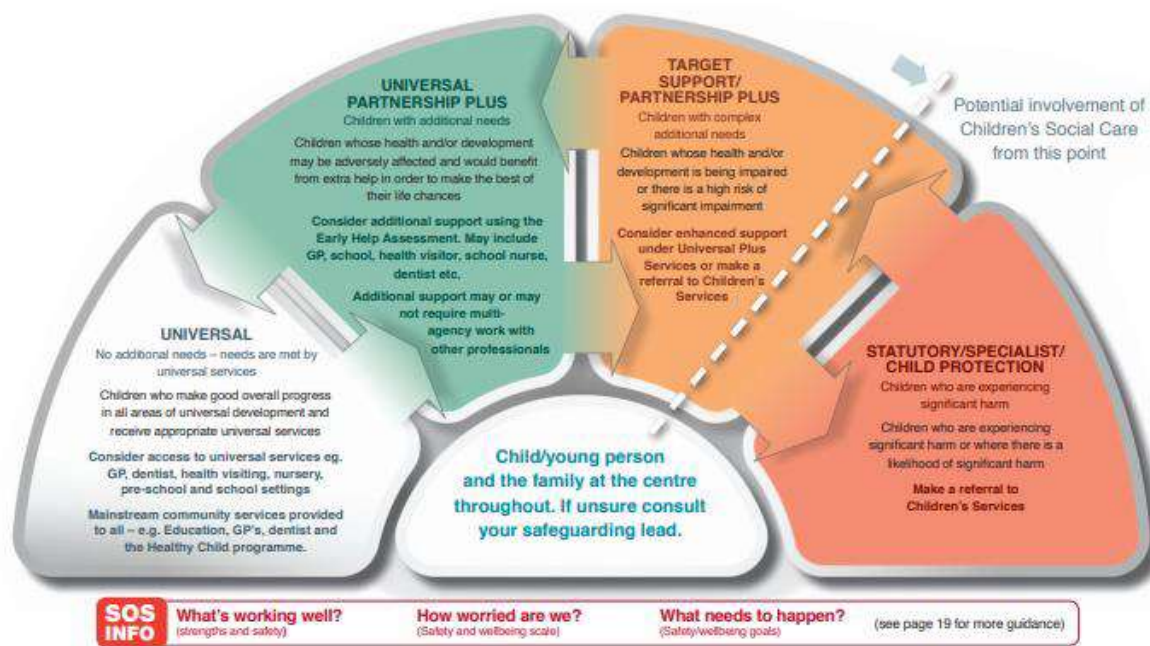 UNIVERSAL
No additional needs – needs are met by
universal services
Children who make good overall progress
in all areas of universal development and
receive appropriate universal services
Consider access to universal services eg.
GP, dentist, health visiting, nursery,
pre-school and school settings
Mainstream community services provided
to all – e.g. Education, GP's, dentist and
the Healthy Child programme.
UNIVERSAL
PARTNERSHIP PLUS
Children with additional needs
Children whose health and/or development
may be adversely affected and would benefit
from extra help in order to make the best of
their life chances
Consider additional support using the
Early Help Assessment. May include
GP, school, health visitor, school nurse,
dentist etc,
Additional support may or may
not require multi-
agency work with
other professionals
TARGET
SUPPORT/
PARTNERSHIP PLUS
Children with complex
additional needs
Children whose health and/or
development is being impaired
or there is a high risk of
significant impairment
Consider enhanced support
under Universal Plus
Services or make a
referral to Children's
Services
Potential involvement of
Children's Social Care
from this point
STATUTORY/SPECIALIST/
CHILD PROTECTION
Children who are experiencing
significant harm
Children who are experiencing
significant harm or where there is a
likelihood of significant harm
Make a referral to
Children's Services
Child/young person
and the family at the centre
throughout. If unsure consult
your safeguarding lead.
SOS
INFO
What's working well?
(strengths and safety)
How worried are we?
(Safety and wellbeing scale)
What needs to happen?
(Safety/wellbeing goals)
(see page 19 for more guidance)